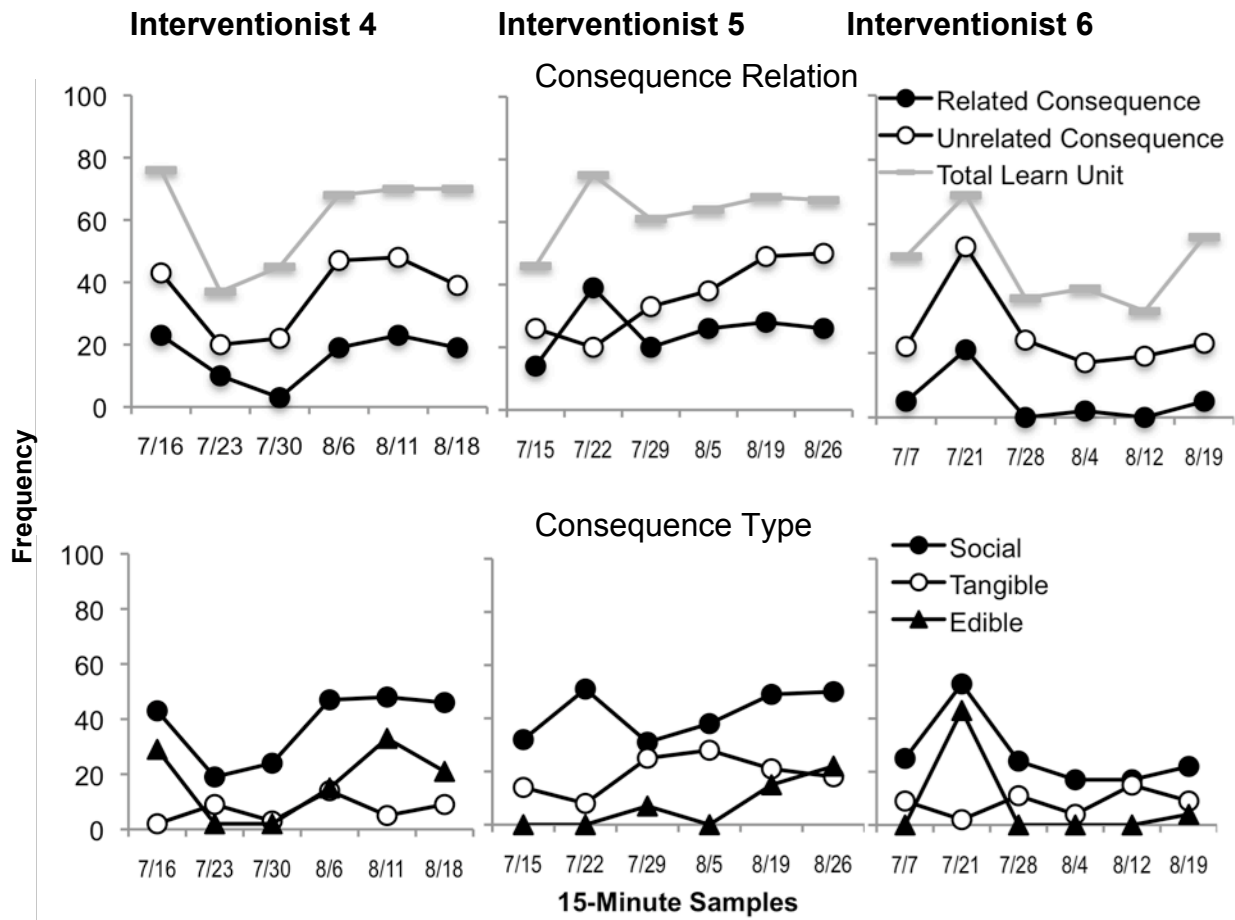 Interventionist 4 Interventionist 5 Interventionist 6
Consequence Relation
100
80
60
40
20
0
Related Consequence
Unrelated Consequence
Total Learn Unit
7/16 7/23 7/30 8/6 8/11 8/18
7/15 7/22 7/29 8/5 8/19 8/26
7/7 7/21 7/28 8/4 8/12 8/19
Frequency
Consequence Type
100
80
60
40
20
0
Social
Tangible
Edible
7/16 7/23 7/30 8/6 8/11 8/18
7/15 7/22 7/29 8/5 8/19 8/26
7/7 7/21 7/28 8/4 8/12 8/19
15-Minute Samples